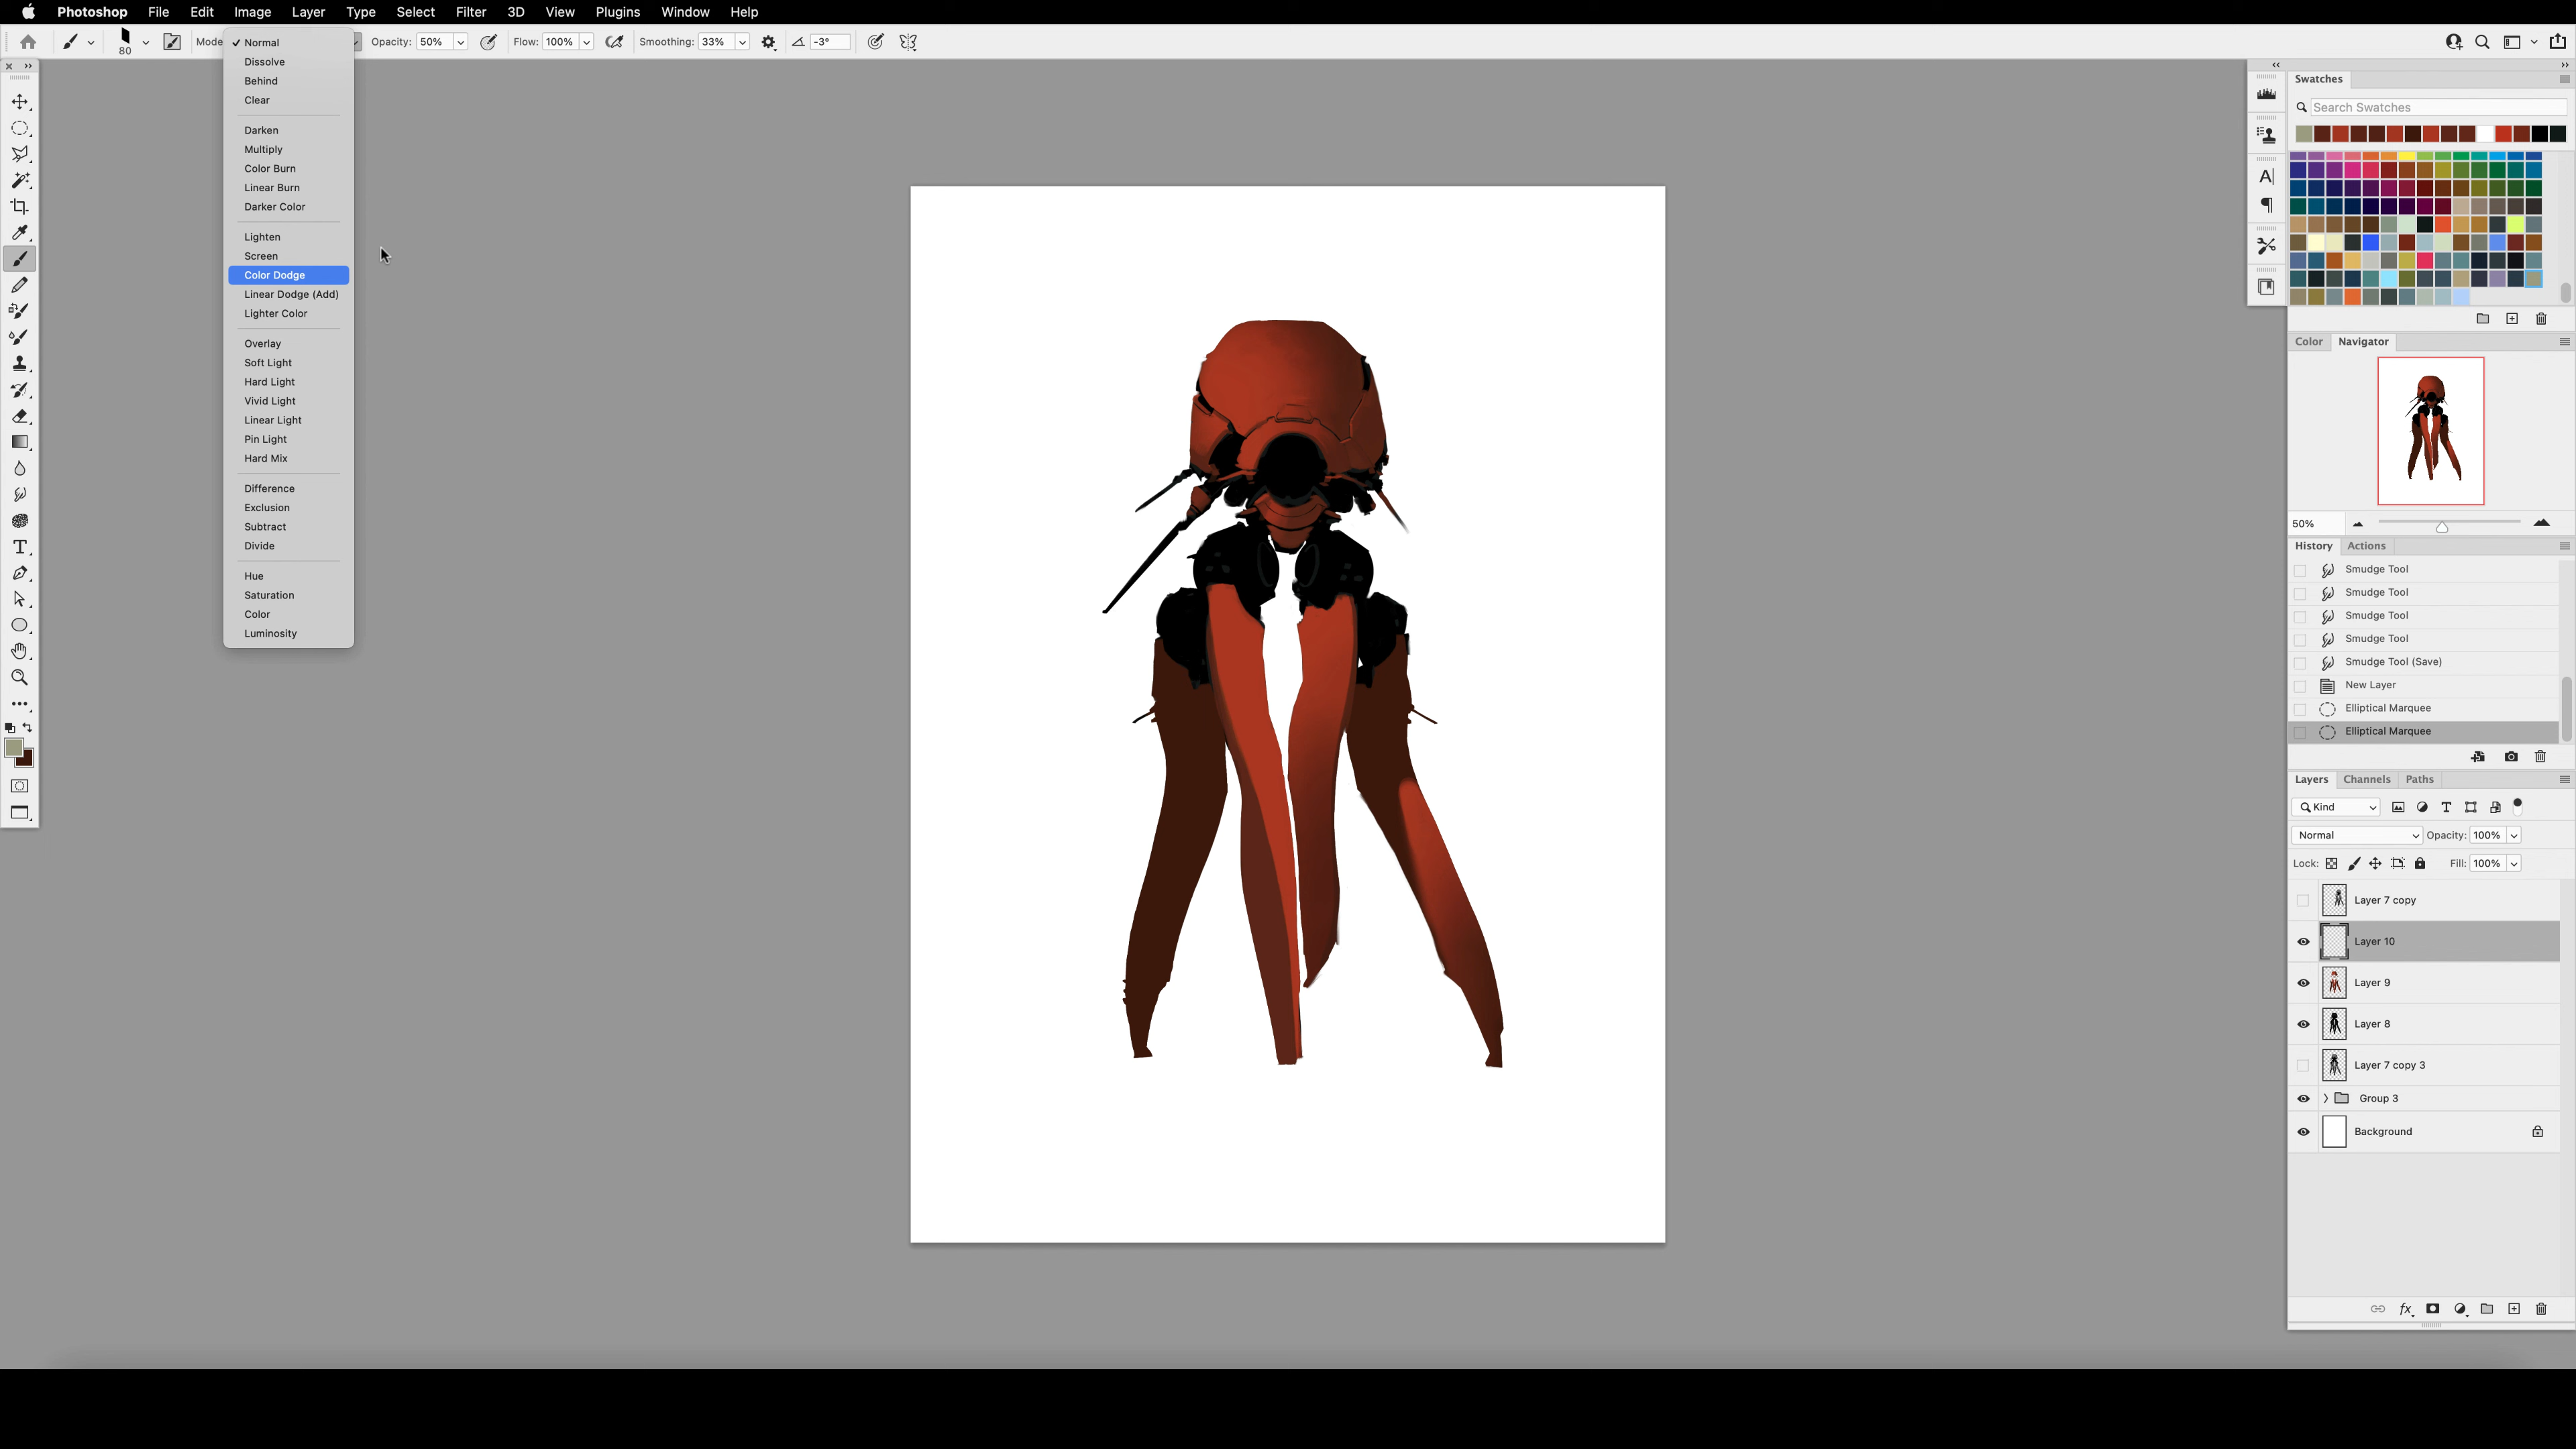 Photoshop File Edit Image Layer Type Select Filter 3D View Plugins Window Help
80 Mode Opacity: 50% Flow: 100% Smoothing: 33% -3°
Normal
Dissolve
Behind
Clear
Darken
Multiply
Color Burn
Linear Burn
Darker Color
Lighten
Screen
Color Dodge
Linear Dodge (Add)
Lighter Color
Overlay
Soft Light
Hard Light
Vivid Light
Linear Light
Pin Light
Hard Mix
Difference
Exclusion
Subtract
Divide
Hue
Saturation
Color
Luminosity
Swatches
Search Swatches
Color Navigator
50%
History Actions
Smudge Tool
Smudge Tool
Smudge Tool
Smudge Tool
Smudge Tool (Save)
New Layer
Elliptical Marquee
Elliptical Marquee
Layers Channels Paths
Kind
Normal Opacity: 100%
Lock: Fill: 100%
Layer 7 copy
Layer 10
Layer 9
Layer 8
Layer 7 copy 3
Group 3
Background
fx